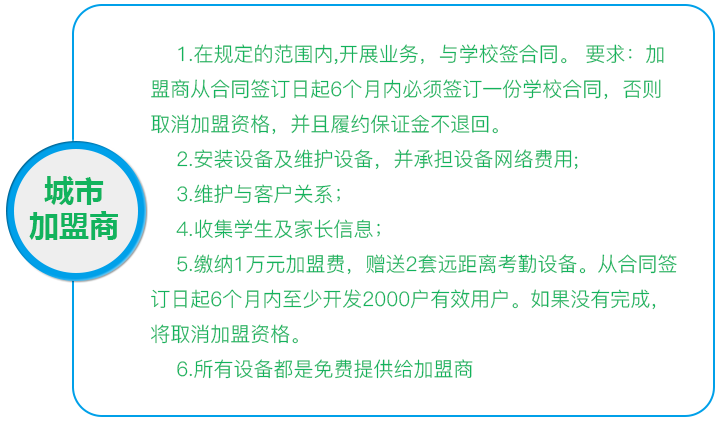 城市
加盟商
1.在规定的范围内,开展业务，与学校签合同。 要求：加
盟商从合同签订日起6个月内必须签订一份学校合同，否则
取消加盟资格，并且履约保证金不退回。
2.安装设备及维护设备，并承担设备网络费用;
3.维护与客户关系；
4.收集学生及家长信息；
5.缴纳1万元加盟费，赠送2套远距离考勤设备。从合同签
订日起6个月内至少开发2000户有效用户。如果没有完成，
将取消加盟资格。
6.所有设备都是免费提供给加盟商